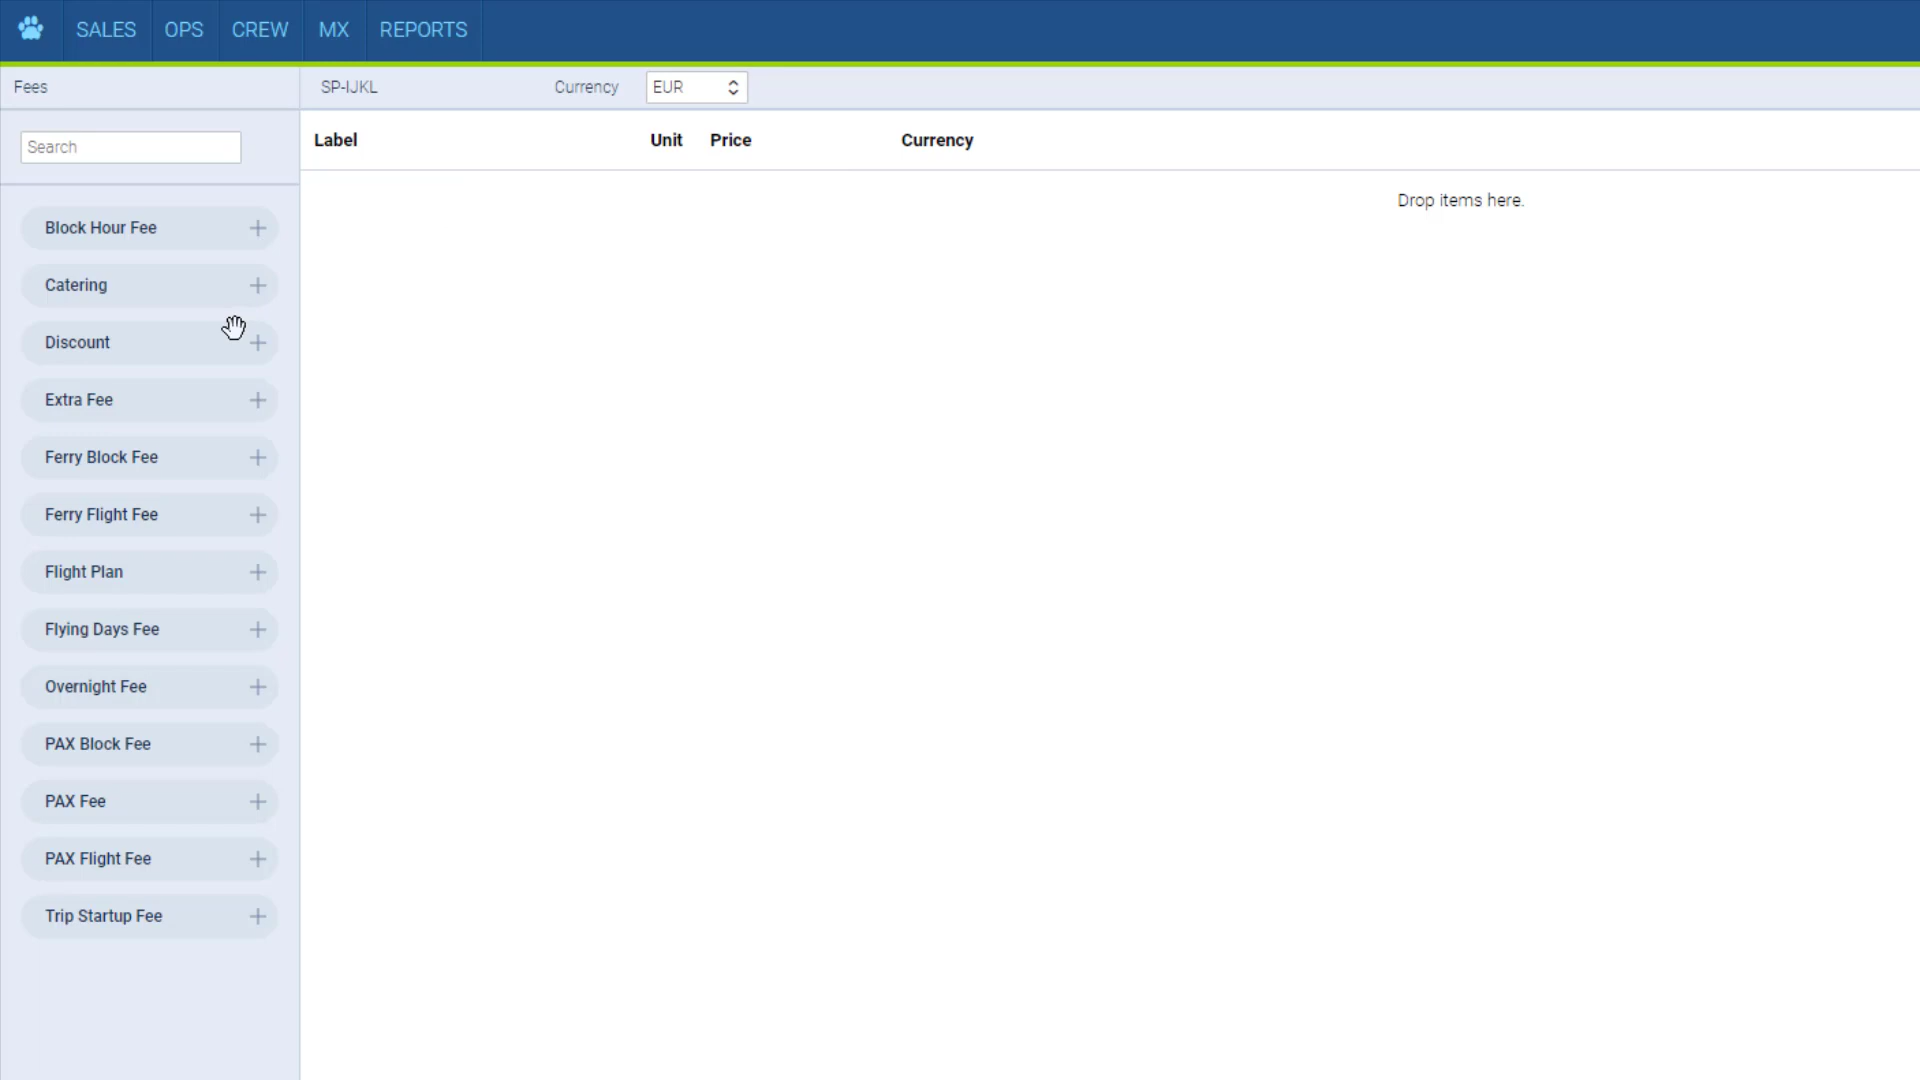 SALES OPS CREW MX REPORTS
Fees SP-IJKL Currency EUR
Search
Label Unit Price Currency
Drop items here.
Block Hour Fee
Catering
Discount
Extra Fee
Ferry Block Fee
Ferry Flight Fee
Flight Plan
Flying Days Fee
Overnight Fee
PAX Block Fee
PAX Fee
PAX Flight Fee
Trip Startup Fee